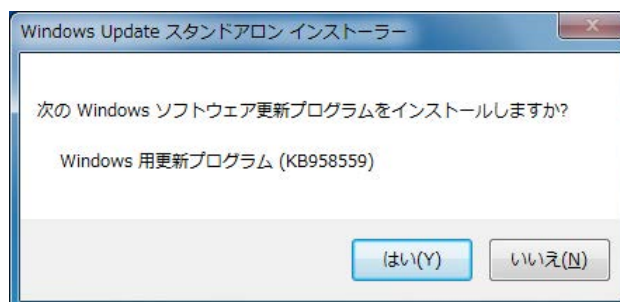 Windows Update スタンドアロン インストーラー
次の Windows ソフトウェア更新プログラムをインストールしますか?
Windows 用更新プログラム (KB958559)
はい(Y) いいえ(N)